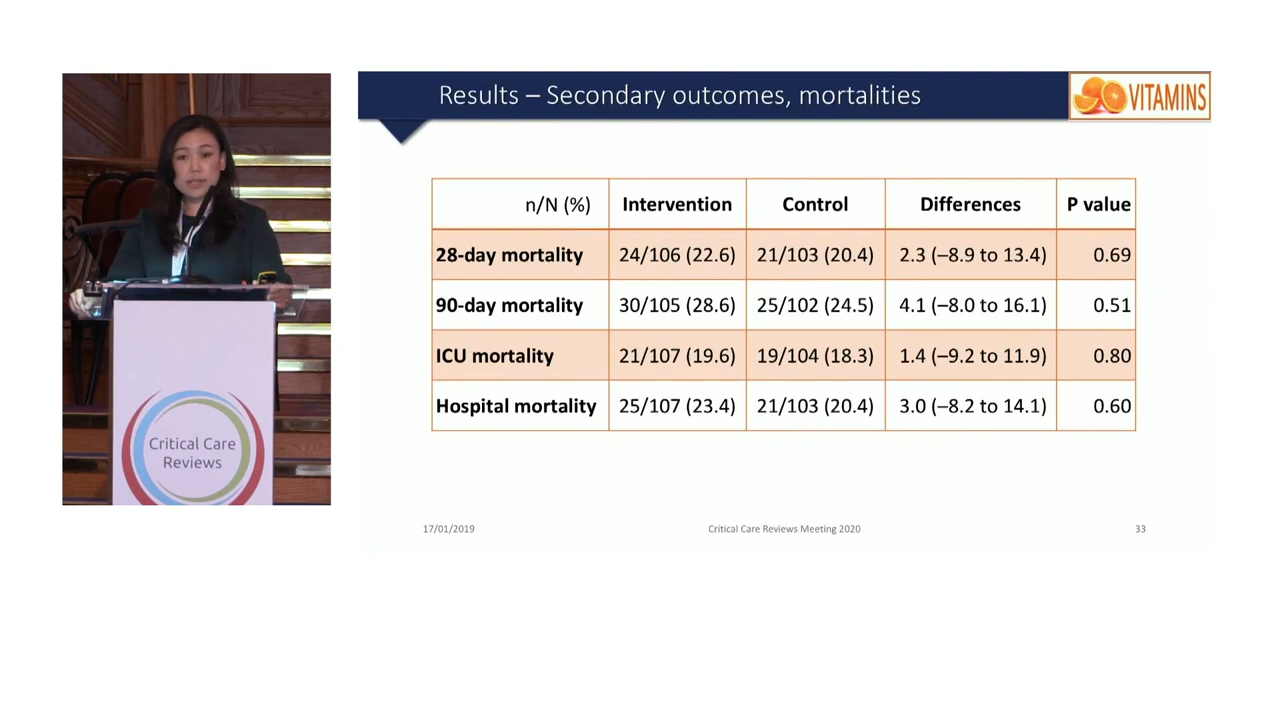 Results – Secondary outcomes, mortalities
VITAMINS
n/N (%) Intervention Control Differences P value
28-day mortality 24/106 (22.6) 21/103 (20.4) 2.3 (–8.9 to 13.4) 0.69
90-day mortality 30/105 (28.6) 25/102 (24.5) 4.1 (–8.0 to 16.1) 0.51
ICU mortality 21/107 (19.6) 19/104 (18.3) 1.4 (–9.2 to 11.9) 0.80
Hospital mortality 25/107 (23.4) 21/103 (20.4) 3.0 (–8.2 to 14.1) 0.60
Critical Care
Reviews
17/01/2019 Critical Care Reviews Meeting 2020 33